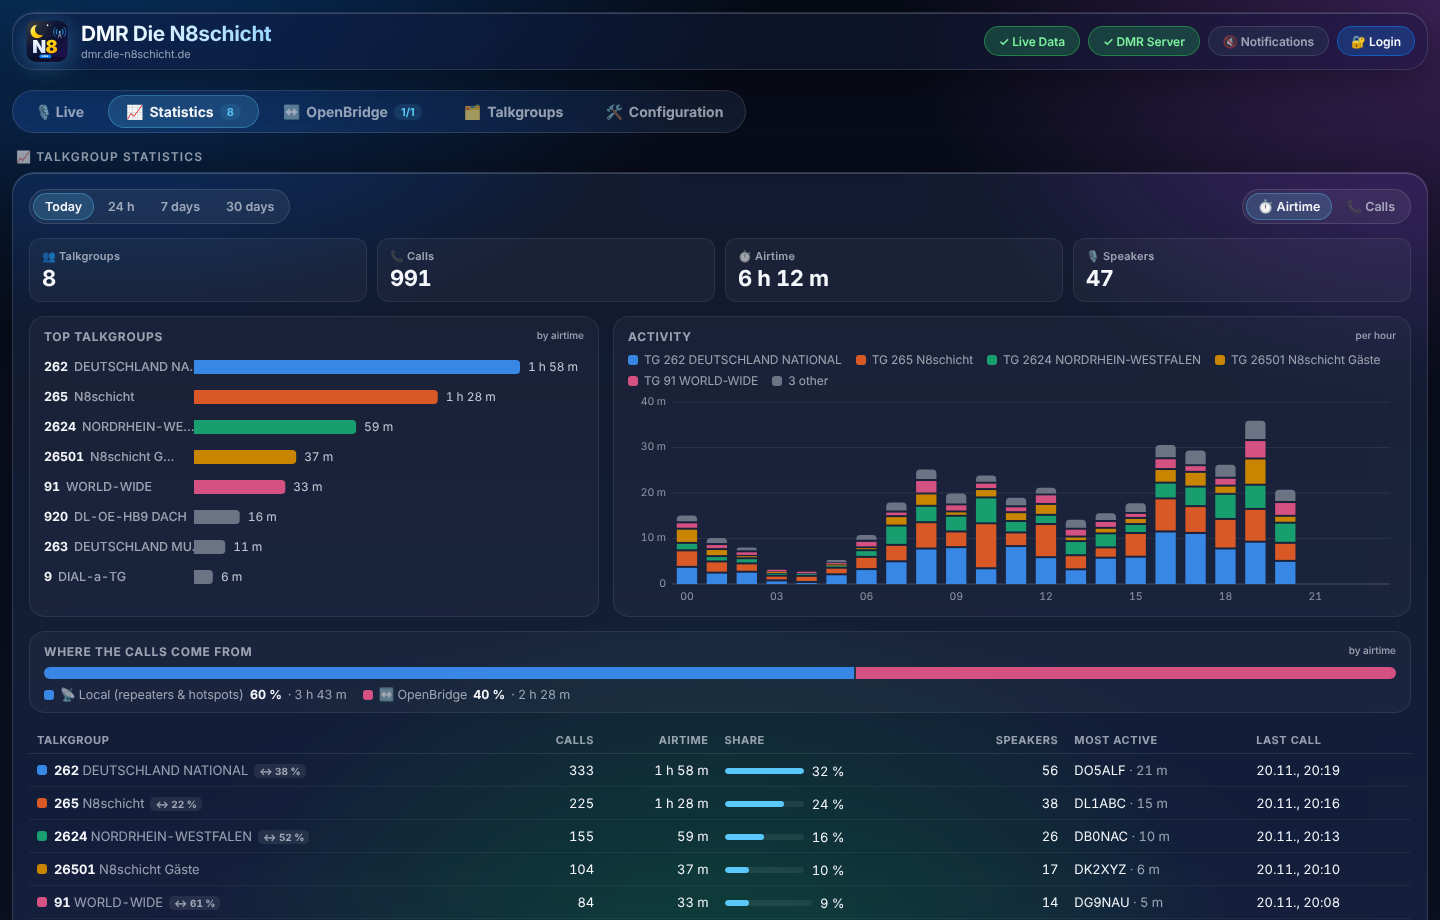 N8
DMR Die N8schicht
dmr.die-n8schicht.de
✓ Live Data
✓ DMR Server
Notifications
Login
Live
Statistics 8
OpenBridge 1/1
Talkgroups
Configuration
TALKGROUP STATISTICS
Today 24 h 7 days 30 days
Airtime Calls
Talkgroups
8
Calls
991
Airtime
6 h 12 m
Speakers
47
TOP TALKGROUPS by airtime
262 DEUTSCHLAND NA. 1 h 58 m
265 N8schicht 1 h 28 m
2624 NORDRHEIN-WE... 59 m
26501 N8schicht G... 37 m
91 WORLD-WIDE 33 m
920 DL-OE-HB9 DACH 16 m
263 DEUTSCHLAND MU. 11 m
9 DIAL-a-TG 6 m
ACTIVITY per hour
TG 262 DEUTSCHLAND NATIONAL TG 265 N8schicht TG 2624 NORDRHEIN-WESTFALEN TG 26501 N8schicht Gäste
TG 91 WORLD-WIDE 3 other
40 m
30 m
20 m
10 m
0
00 03 06 09 12 15 18 21
WHERE THE CALLS COME FROM by airtime
Local (repeaters & hotspots) 60 % · 3 h 43 m OpenBridge 40 % · 2 h 28 m
TALKGROUP CALLS AIRTIME SHARE SPEAKERS MOST ACTIVE LAST CALL
262 DEUTSCHLAND NATIONAL ↔ 38 % 333 1 h 58 m 32 % 56 DO5ALF · 21 m 20.11., 20:19
265 N8schicht ↔ 22 % 225 1 h 28 m 24 % 38 DL1ABC · 15 m 20.11., 20:16
2624 NORDRHEIN-WESTFALEN ↔ 52 % 155 59 m 16 % 26 DB0NAC · 10 m 20.11., 20:13
26501 N8schicht Gäste 104 37 m 10 % 17 DK2XYZ · 6 m 20.11., 20:10
91 WORLD-WIDE ↔ 61 % 84 33 m 9 % 14 DG9NAU · 5 m 20.11., 20:08